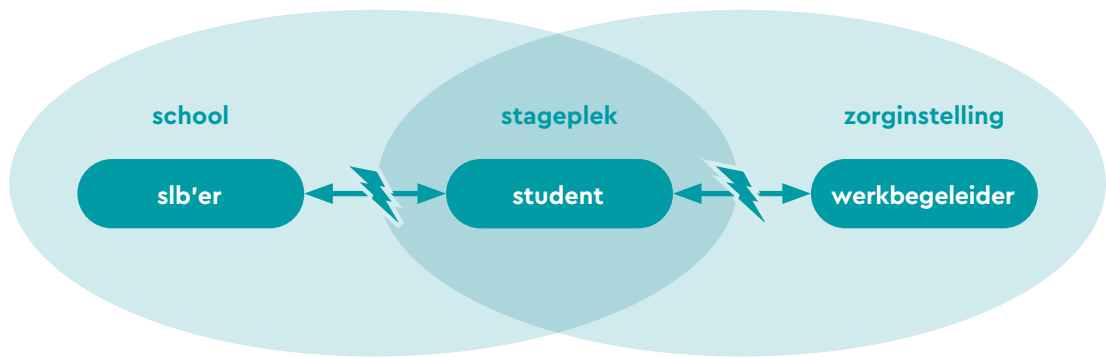 school
stageplek
zorginstelling
slb'er
student
werkbegeleider